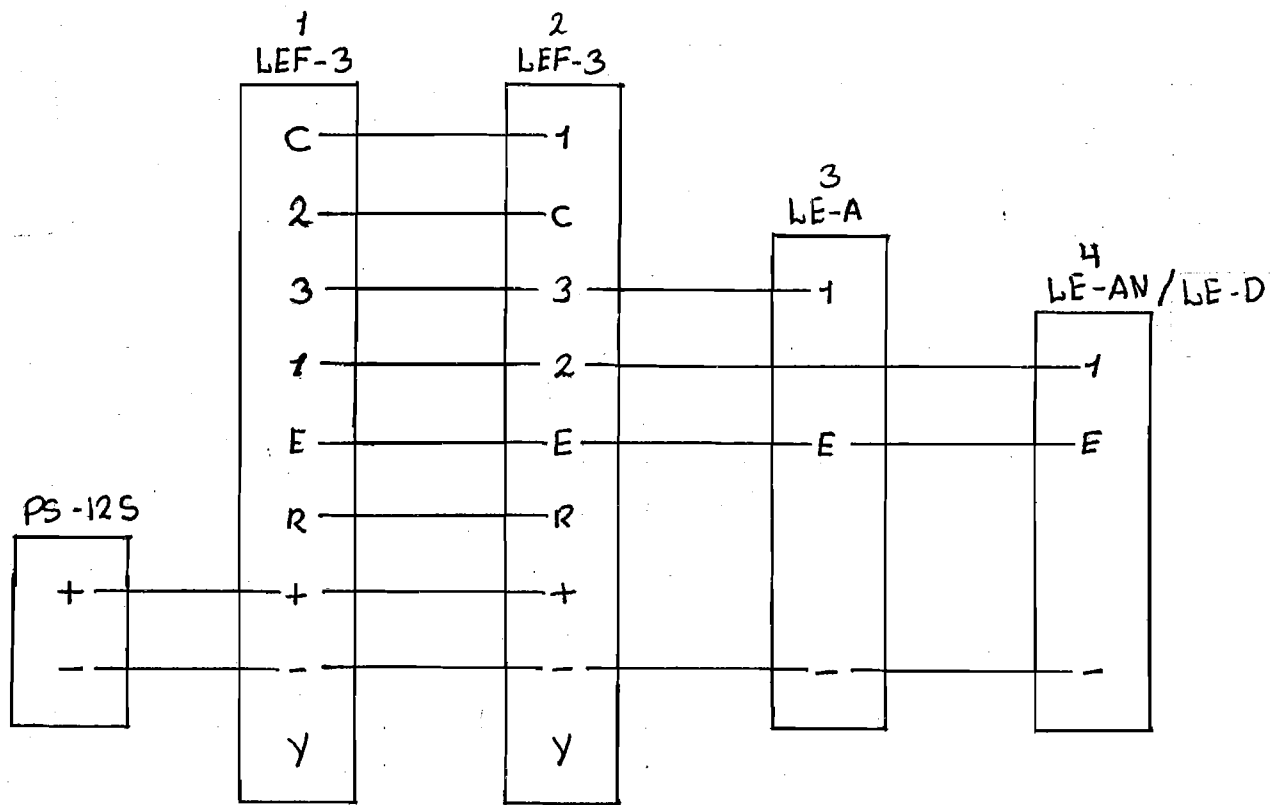 1 2
LEF-3 LEF-3
C 1
2 C
3
LE-A
3 3 1
4
LE-AN/LE-D
1 2 1
E E E E
R R
PS-12S
+ + +
- - - - -
Y Y